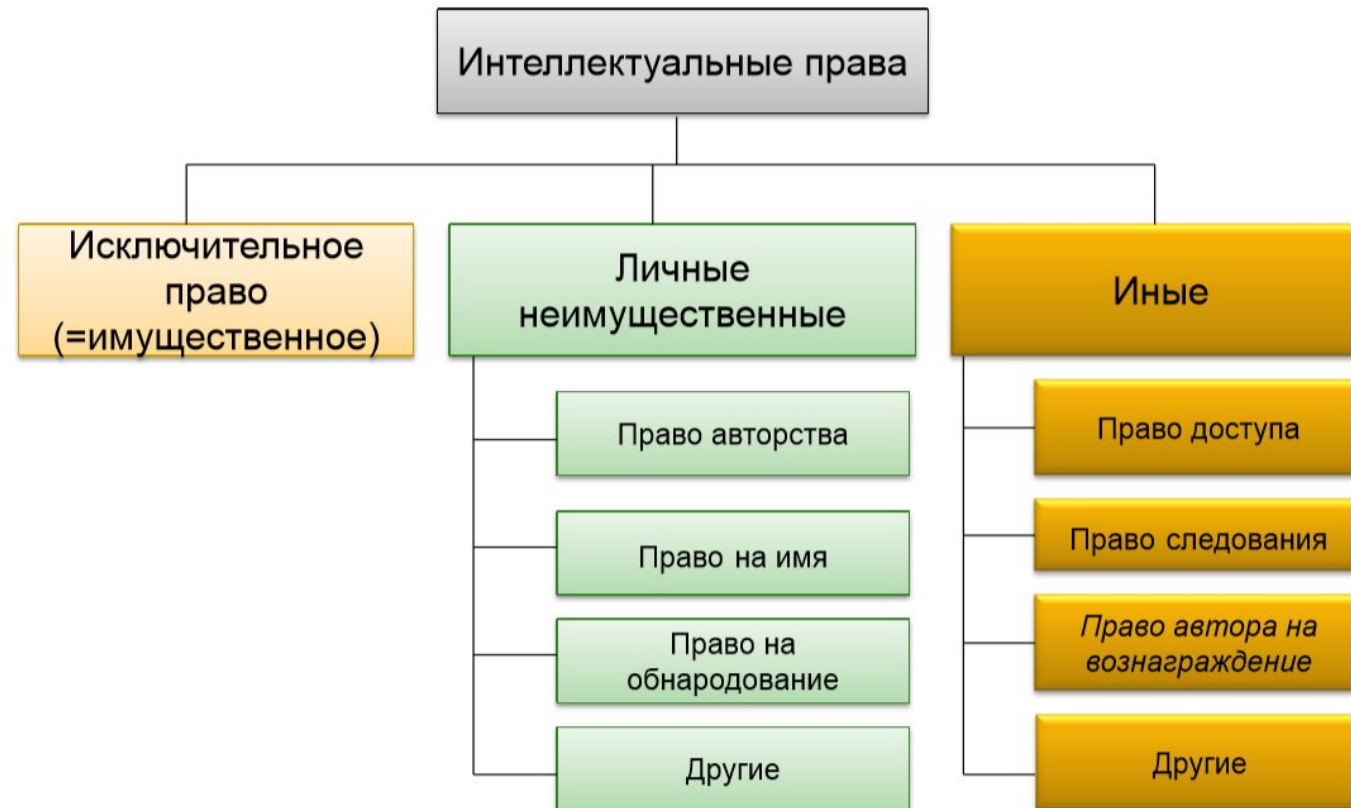 Интеллектуальные права
Исключительное
право
(=имущественное)
Личные
неимущественные
Иные
Право авторства
Право на имя
Право на
обнародование
Другие
Право доступа
Право следования
Право автора на
вознаграждение
Другие